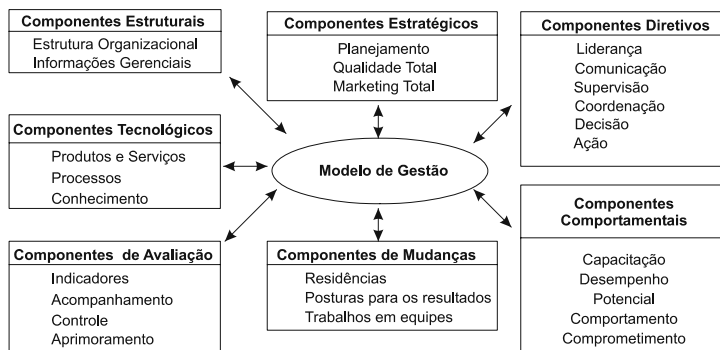 Componentes Estruturais
Estrutura Organizacional
Informações Gerenciais
Componentes Estratégicos
Planejamento
Qualidade Total
Marketing Total
Componentes Diretivos
Liderança
Comunicação
Supervisão
Coordenação
Decisão
Ação
Componentes Tecnológicos
Produtos e Serviços
Processos
Conhecimento
Modelo de Gestão
Componentes de Avaliação
Indicadores
Acompanhamento
Controle
Aprimoramento
Componentes de Mudanças
Residências
Posturas para os resultados
Trabalhos em equipes
Componentes
Comportamentais
Capacitação
Desempenho
Potencial
Comportamento
Comprometimento